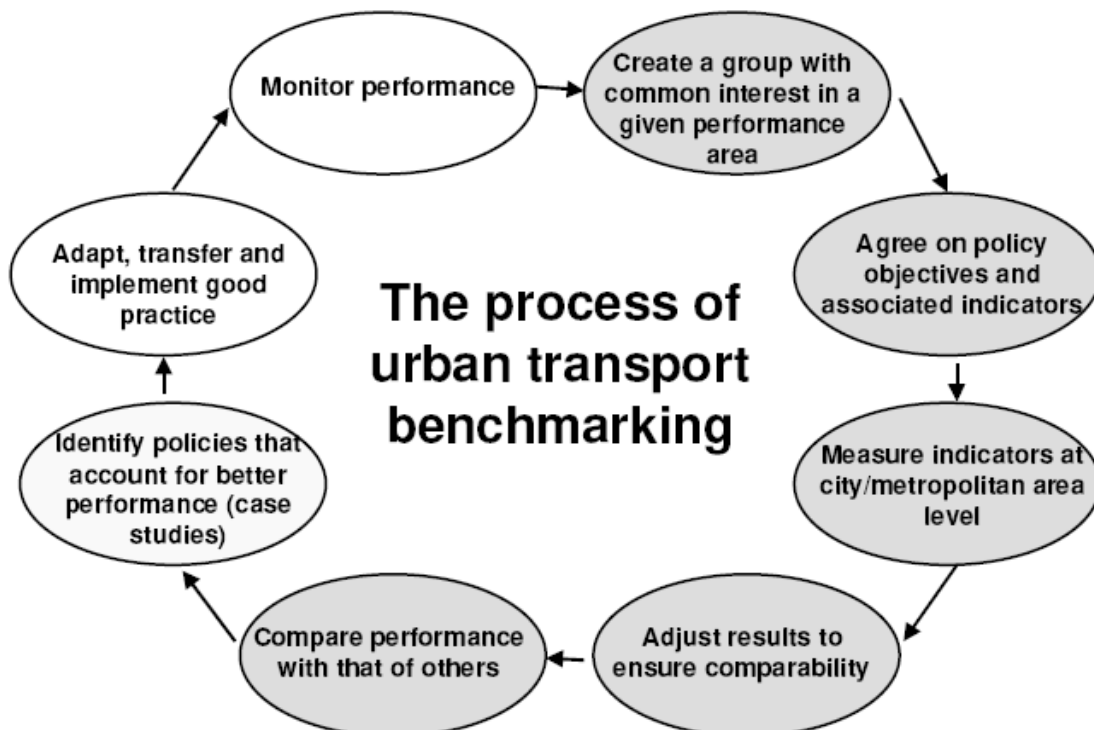 Monitor performance
Create a group with
common interest in a
given performance
area
Agree on policy
objectives and
associated indicators
Measure indicators at
city/metropolitan area
level
Adjust results to
ensure comparability
Compare performance
with that of others
Identify policies that
account for better
performance (case
studies)
Adapt, transfer and
implement good
practice
The process of
urban transport
benchmarking